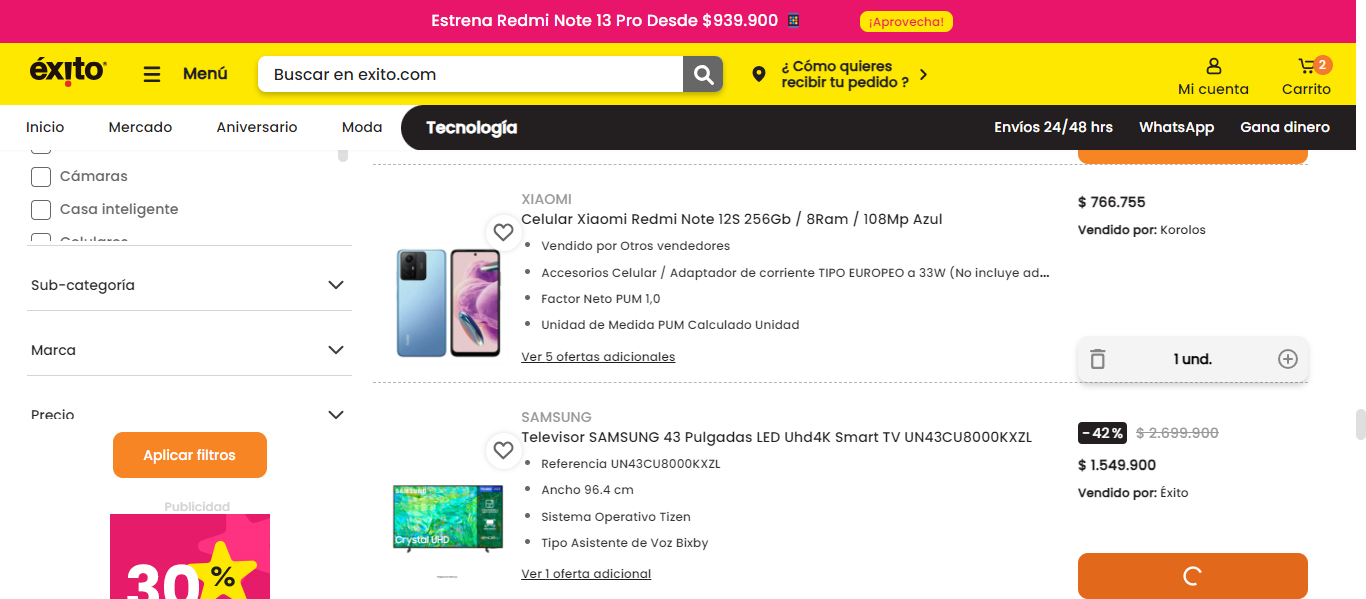 Estrena Redmi Note 13 Pro Desde $939.900
¡Aprovecha!
éxito
Menú
Buscar en exito.com
¿ Cómo quieres
recibir tu pedido ?
Mi cuenta
2
Carrito
Inicio
Mercado
Aniversario
Moda
Tecnología
Envíos 24/48 hrs
WhatsApp
Gana dinero
Cámaras
Casa inteligente
Celulares
Sub-categoría
Marca
Precio
Aplicar filtros
Publicidad
30%
XIAOMI
Celular Xiaomi Redmi Note 12S 256Gb / 8Ram / 108Mp Azul
Vendido por Otros vendedores
Accesorios Celular / Adaptador de corriente TIPO EUROPEO a 33W (No incluye ad...
Factor Neto PUM 1,0
Unidad de Medida PUM Calculado Unidad
Ver 5 ofertas adicionales
$ 766.755
Vendido por: Korolos
1 und.
SAMSUNG
Televisor SAMSUNG 43 Pulgadas LED Uhd4K Smart TV UN43CU8000KXZL
Referencia UN43CU8000KXZL
Ancho 96.4 cm
Sistema Operativo Tizen
Tipo Asistente de Voz Bixby
Ver 1 oferta adicional
SAMSUNG
Crystal UHD
-42% $ 2.699.900
$ 1.549.900
Vendido por: Éxito